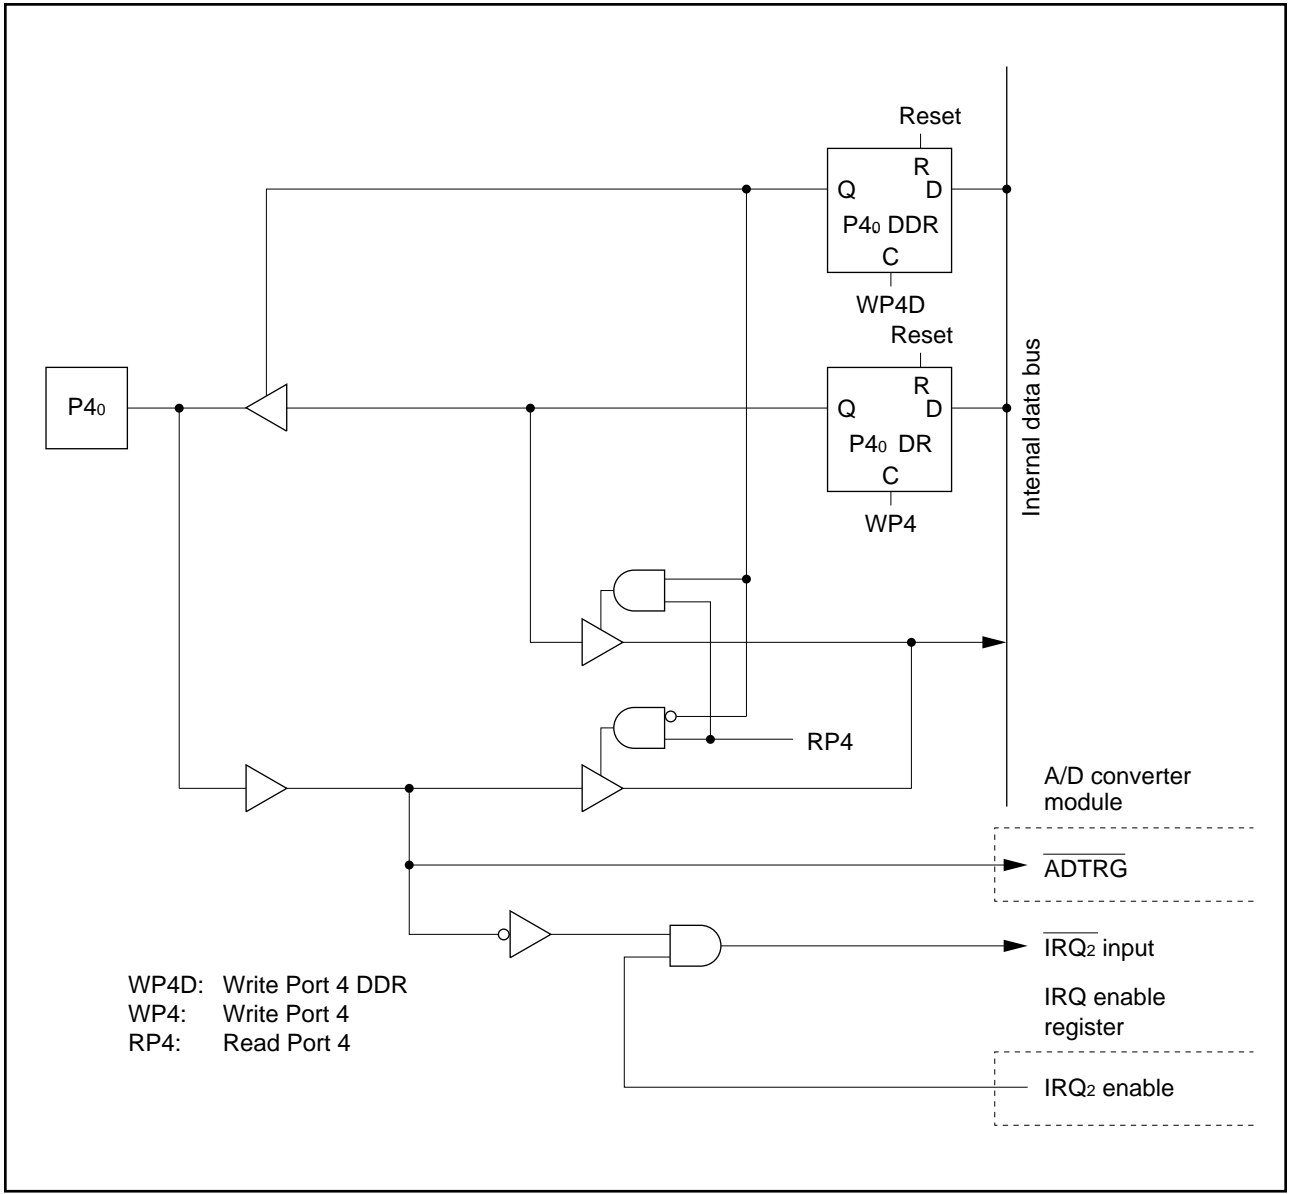 Reset
R
Q D
P40 DDR
C
WP4D
Reset
R
Q D
P40 DR
C
WP4
P40
Internal data bus
RP4
A/D converter
module
ADTRG
IRQ2 input
IRQ enable
register
IRQ2 enable
WP4D: Write Port 4 DDR
WP4: Write Port 4
RP4: Read Port 4